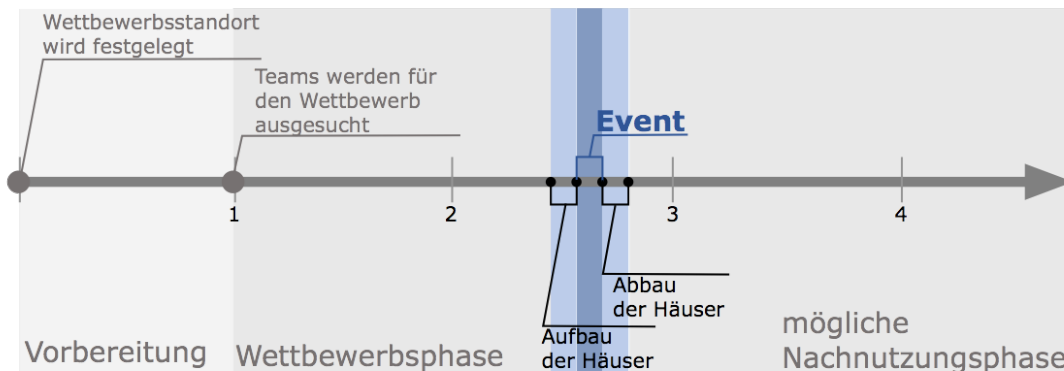 Wettbewerbsstandort
wird festgelegt
Teams werden für
den Wettbewerb
ausgesucht
Event
1
2
3
4
Abbau
der Häuser
Aufbau
der Häuser
Vorbereitung
Wettbewerbsphase
mögliche
Nachnutzungsphase